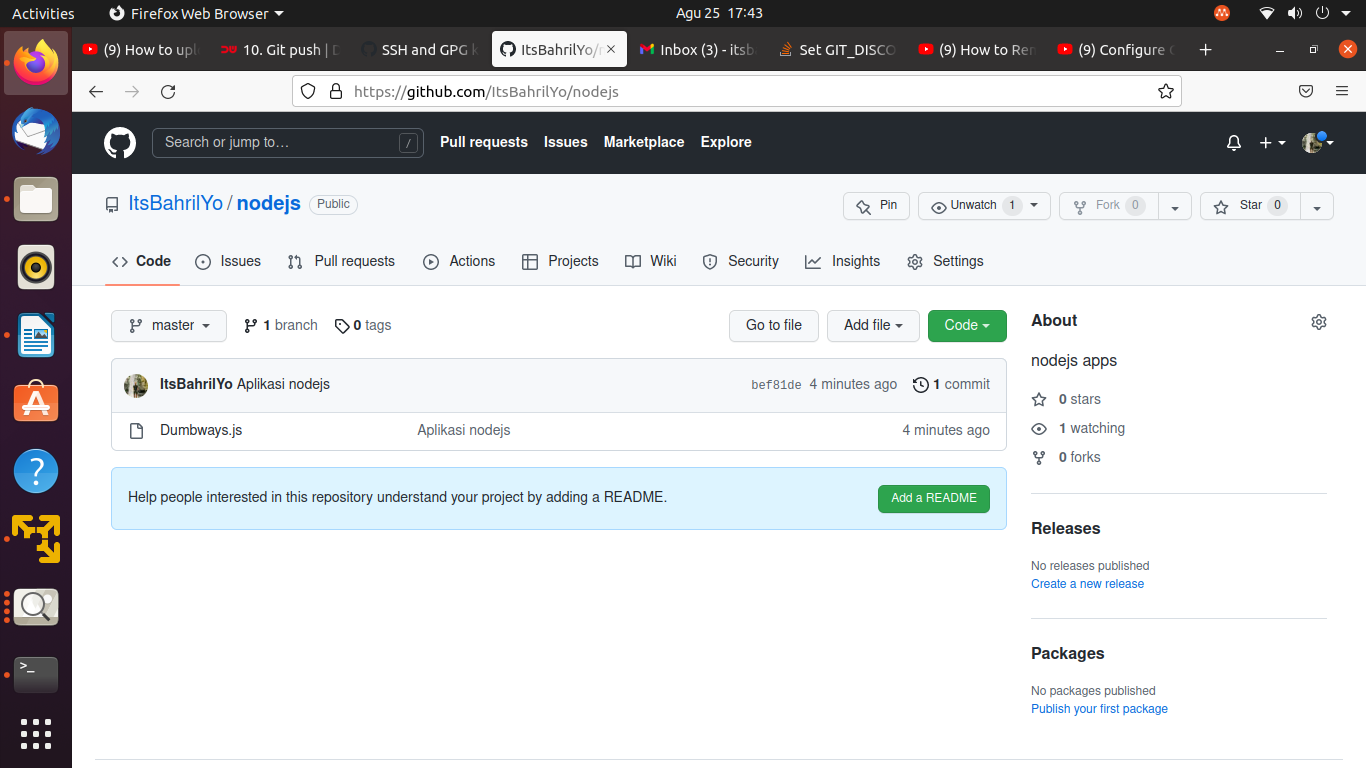 Activities Firefox Web Browser Agu 25 17:43
(9) How to upl 10. Git push | D SSH and GPG k ItsBahrilYo/n Inbox (3) - itsb Set GIT_DISCO (9) How to Ren (9) Configure G
https://github.com/ItsBahrilYo/nodejs
Search or jump to… / Pull requests Issues Marketplace Explore
ItsBahrilYo / nodejs Public Pin Unwatch 1 Fork 0 Star 0
Code Issues Pull requests Actions Projects Wiki Security Insights Settings
master 1 branch 0 tags Go to file Add file Code
ItsBahrilYo Aplikasi nodejs bef81de 4 minutes ago 1 commit
Dumbways.js Aplikasi nodejs 4 minutes ago
Help people interested in this repository understand your project by adding a README. Add a README
About
nodejs apps
0 stars
1 watching
0 forks
Releases
No releases published
Create a new release
Packages
No packages published
Publish your first package